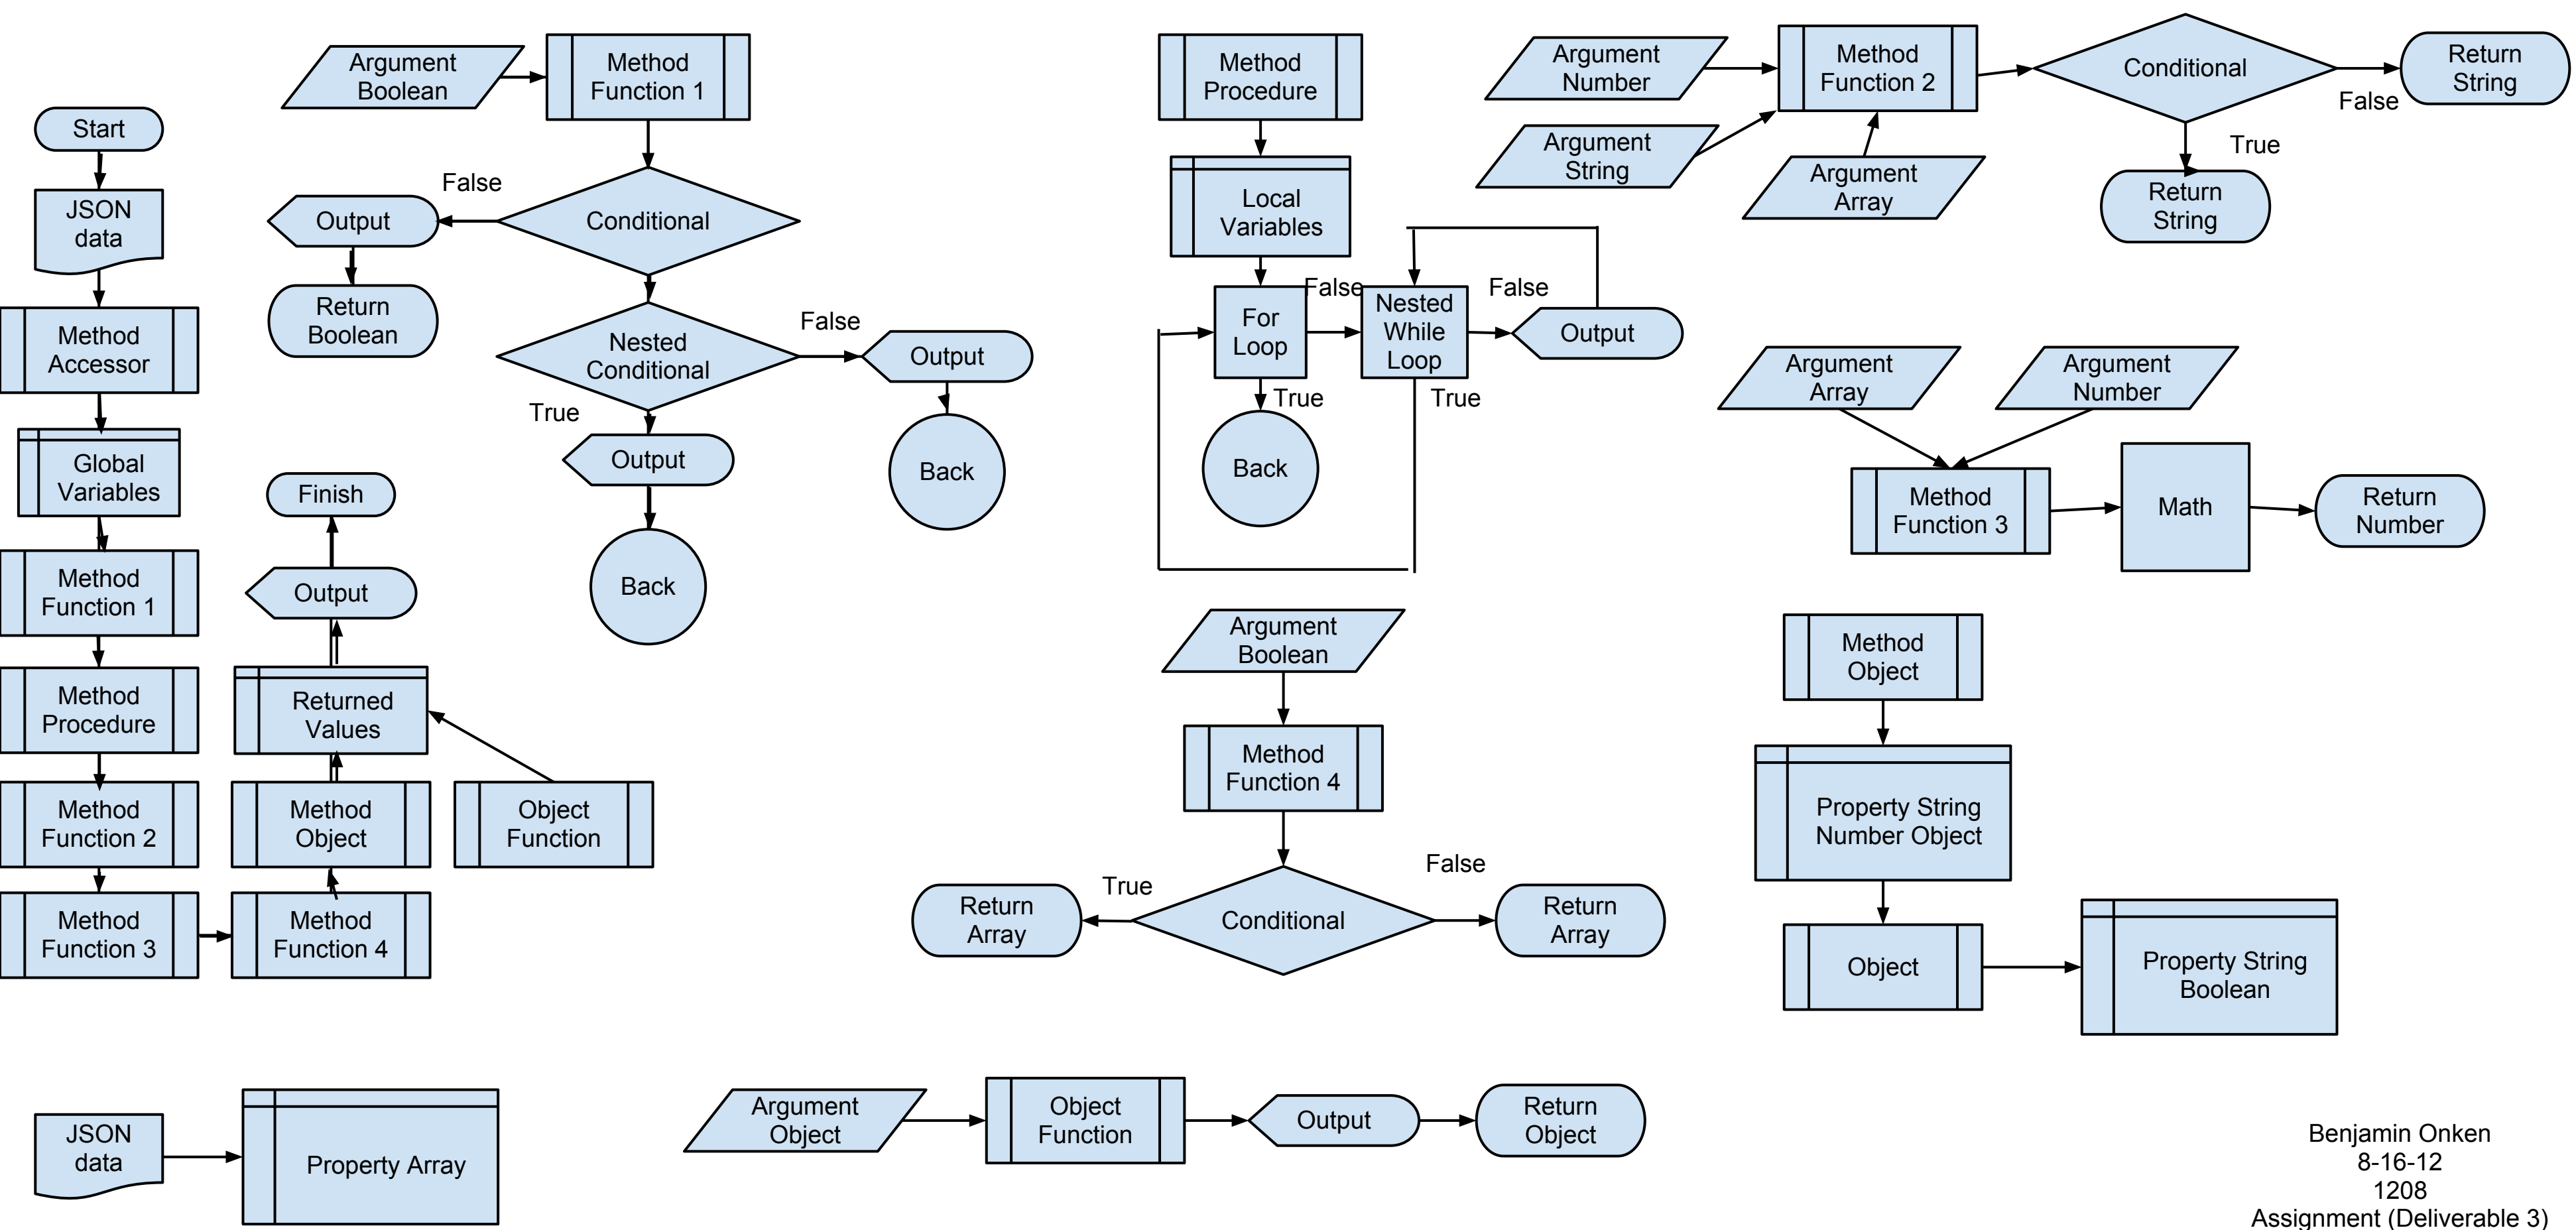 Start
JSON
data
Method
Accessor
Global
Variables
Method
Function 1
Method
Procedure
Method
Function 2
Method
Function 3
Method
Function 4
Method
Object
Returned
Values
Output
Finish
Object
Function
Argument
Boolean
Method
Function 1
Conditional
False
Output
Return
Boolean
Nested
Conditional
False
Output
Back
True
Output
Back
Method
Procedure
Local
Variables
For
Loop
False
True
Back
Nested
While
Loop
False
True
Output
Argument
Number
Argument
String
Argument
Array
Method
Function 2
Conditional
False
Return
String
True
Return
String
Argument
Array
Argument
Number
Method
Function 3
Math
Return
Number
Argument
Boolean
Method
Function 4
Conditional
True
Return
Array
False
Return
Array
Method
Object
Property String
Number Object
Object
Property String
Boolean
JSON
data
Property Array
Argument
Object
Object
Function
Output
Return
Object
Benjamin Onken
8-16-12
1208
Assignment (Deliverable 3)